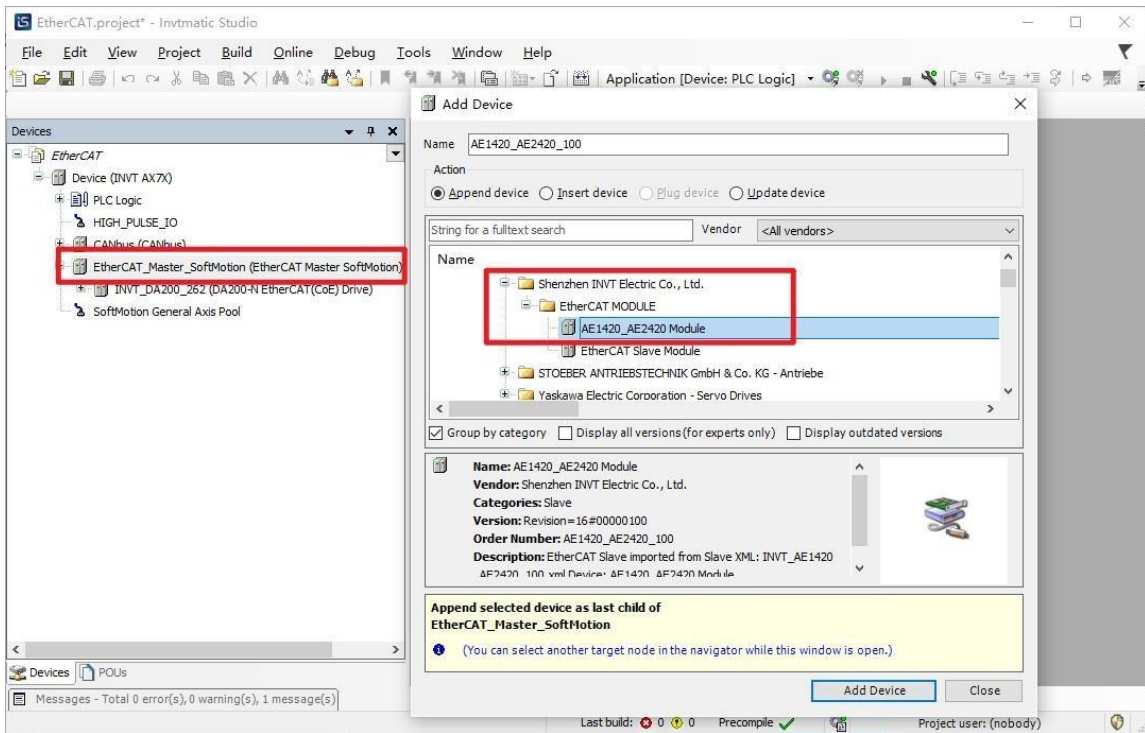 EtherCAT.project* - Invtmatic Studio
File Edit View Project Build Online Debug Tools Window Help
Application [Device: PLC Logic]
Devices
EtherCAT
Device (INVT AX7X)
PLC Logic
HIGH_PULSE_IO
CANbus (CANbus)
EtherCAT_Master_SoftMotion (EtherCAT Master SoftMotion)
INVT_DA200_262 (DA200-N EtherCAT(CoE) Drive)
SoftMotion General Axis Pool
Devices POUs
Messages - Total 0 error(s), 0 warning(s), 1 message(s)
Add Device
Name AE1420_AE2420_100
Action
Append device Insert device Plug device Update device
String for a fulltext search Vendor <All vendors>
Name
Shenzhen INVT Electric Co., Ltd.
EtherCAT MODULE
AE1420_AE2420 Module
EtherCAT Slave Module
STOEBER ANTRIEBSTECHNIK GmbH & Co. KG - Antriebe
Yaskawa Electric Corporation - Servo Drives
Group by category Display all versions (for experts only) Display outdated versions
Name: AE1420_AE2420 Module
Vendor: Shenzhen INVT Electric Co., Ltd.
Categories: Slave
Version: Revision=16#00000100
Order Number: AE1420_AE2420_100
Description: EtherCAT Slave imported from Slave XML: INVT_AE1420
AE2420_100.xml Device: AE1420_AE2420 Module
Append selected device as last child of
EtherCAT_Master_SoftMotion
(You can select another target node in the navigator while this window is open.)
Add Device Close
Last build: 0 0 Precompile Project user: (nobody)